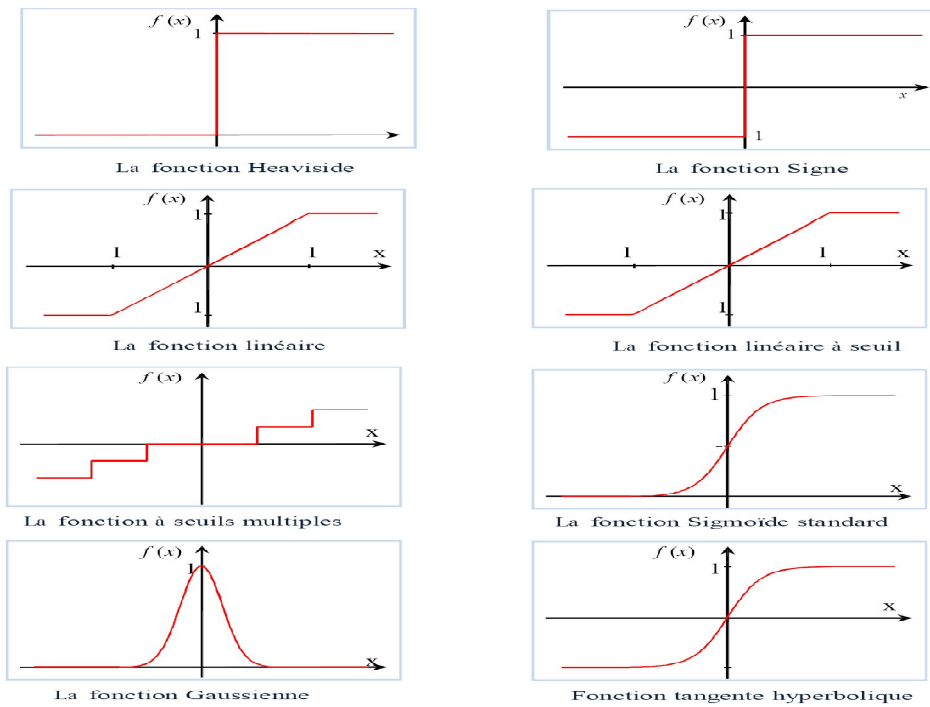 f (x)
1
La fonction Heaviside
f (x)
1
x
1
La fonction Signe
f (x)
1
1 1 x
1
La fonction linéaire
f (x)
1
1 1 x
1
La fonction linéaire à seuil
f (x)
x
La fonction à seuils multiples
f (x)
1
x
La fonction Sigmoïde standard
f (x)
1
x
La fonction Gaussienne
f (x)
1
x
Fonction tangente hyperbolique